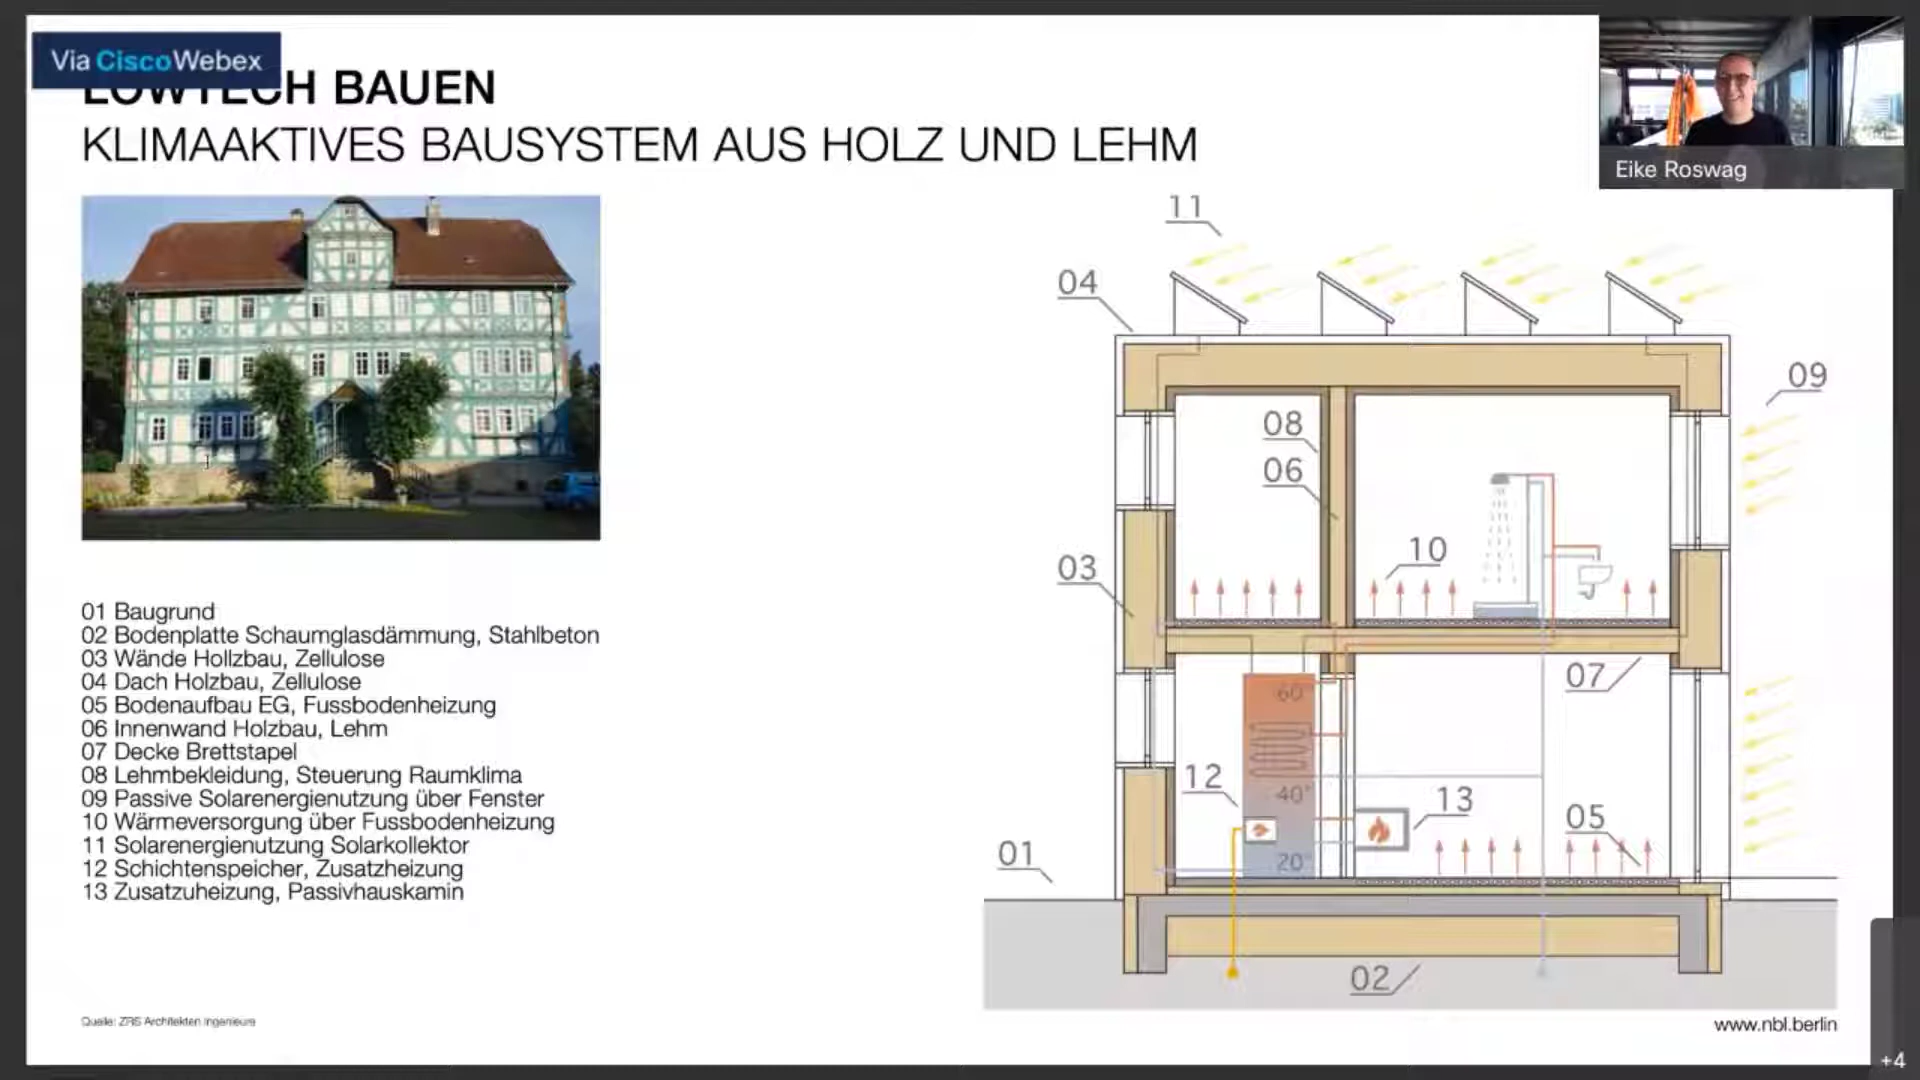 Via CiscoWebex
LOWTECH BAUEN
KLIMAAKTIVES BAUSYSTEM AUS HOLZ UND LEHM
Eike Roswag
01 Baugrund
02 Bodenplatte Schaumglasdämmung, Stahlbeton
03 Wände Hollzbau, Zellulose
04 Dach Holzbau, Zellulose
05 Bodenaufbau EG, Fussbodenheizung
06 Innenwand Holzbau, Lehm
07 Decke Brettstapel
08 Lehmbekleidung, Steuerung Raumklima
09 Passive Solarenergienutzung über Fenster
10 Wärmeversorgung über Fussbodenheizung
11 Solarenergienutzung Solarkollektor
12 Schichtenspeicher, Zusatzheizung
13 Zusatzuheizung, Passivhauskamin
11
04
09
08
06
10
03
07
60°
12
40°
13
05
20°
01
02
Quelle: ZRS Architekten Ingenieure
www.nbl.berlin
+4